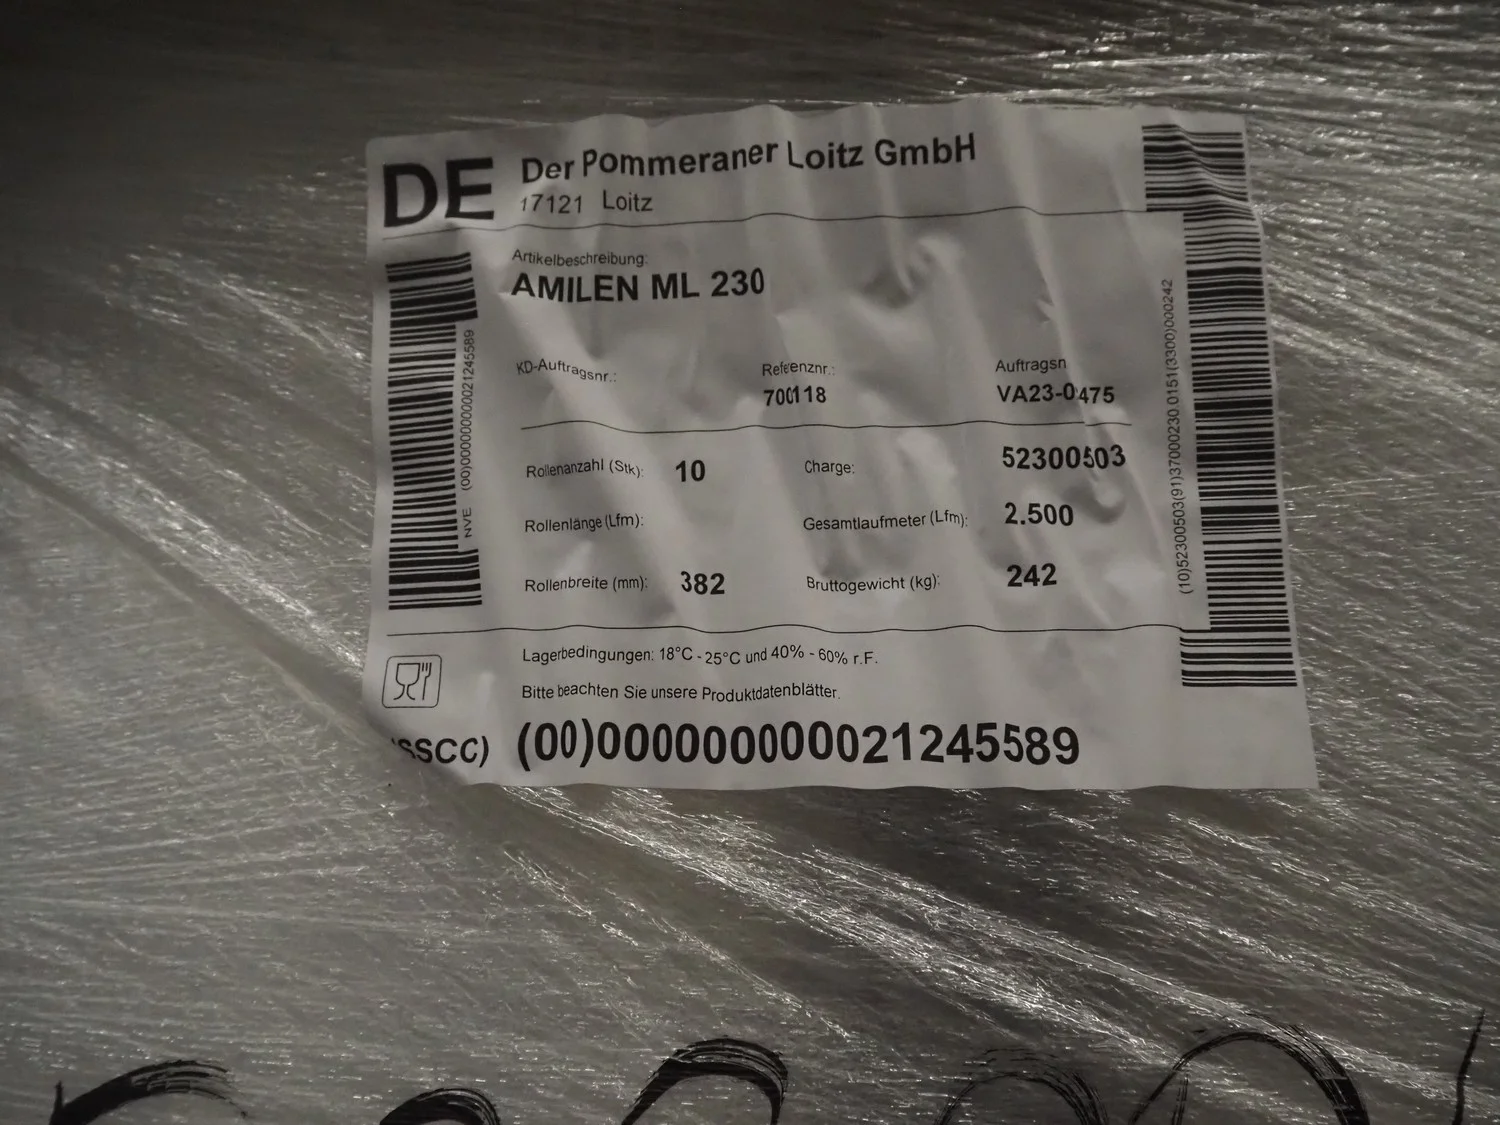 DE Der Pommeraner Loitz GmbH
17121 Loitz
Artikelbeschreibung:
AMILEN ML 230
KD-Auftragsnr.: Referenznr.: Auftragsn
700118 VA23-0475
Rollenanzahl (Stk): 10 Charge: 52300503
Rollenlänge (Lfm): Gesamtlaufmeter (Lfm): 2.500
Rollenbreite (mm): 382 Bruttogewicht (kg): 242
Lagerbedingungen: 18°C - 25°C und 40% - 60% r.F.
Bitte beachten Sie unsere Produktdatenblätter.
(SSCC) (00)000000000021245589
NVE (00)000000000021245589
(10)52300503(91)37000230.0151(3300)000242